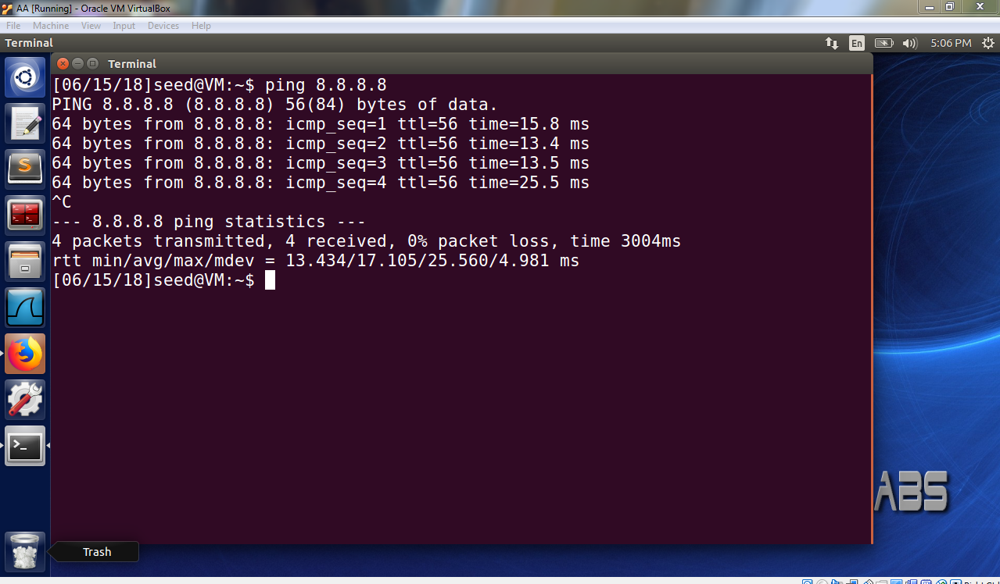 AA [Running] - Oracle VM VirtualBox
File Machine View Input Devices Help
Terminal En 5:06 PM
Terminal
[06/15/18]seed@VM:~$ ping 8.8.8.8
PING 8.8.8.8 (8.8.8.8) 56(84) bytes of data.
64 bytes from 8.8.8.8: icmp_seq=1 ttl=56 time=15.8 ms
64 bytes from 8.8.8.8: icmp_seq=2 ttl=56 time=13.4 ms
64 bytes from 8.8.8.8: icmp_seq=3 ttl=56 time=13.5 ms
64 bytes from 8.8.8.8: icmp_seq=4 ttl=56 time=25.5 ms
^C
--- 8.8.8.8 ping statistics ---
4 packets transmitted, 4 received, 0% packet loss, time 3004ms
rtt min/avg/max/mdev = 13.434/17.105/25.560/4.981 ms
[06/15/18]seed@VM:~$
ABS
Trash